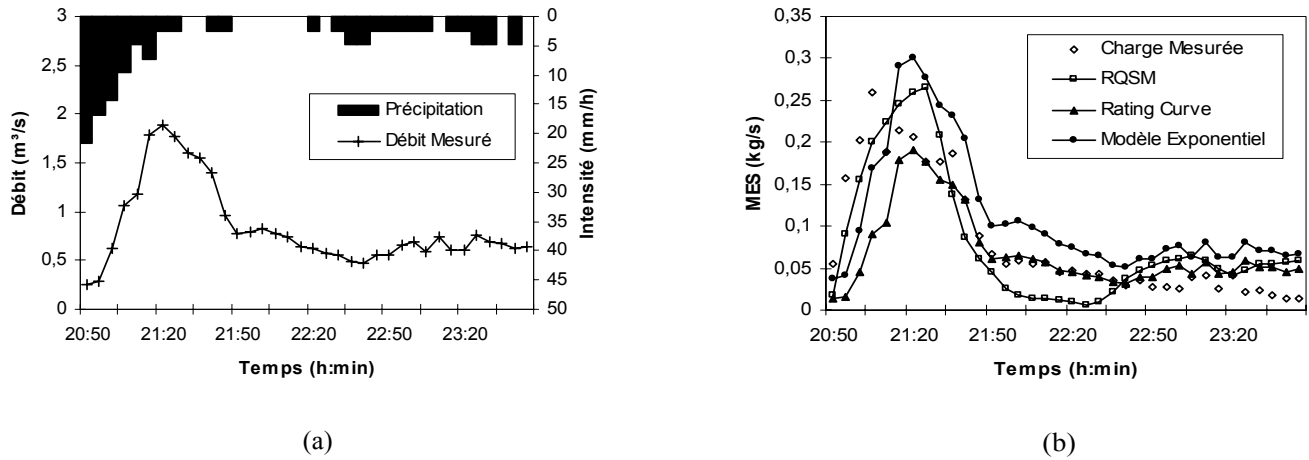 3
2,5
2
1,5
1
0,5
0
Débit (m³/s)
0
5
10
15
20
25
30
35
40
45
50
Intensité (mm/h)
Précipitation
Débit Mesuré
20:50 21:20 21:50 22:20 22:50 23:20
Temps (h:min)
(a)
0,35
0,3
0,25
0,2
0,15
0,1
0,05
0
MES (kg/s)
Charge Mesurée
RQSM
Rating Curve
Modèle Exponentiel
20:50 21:20 21:50 22:20 22:50 23:20
Temps (h:min)
(b)